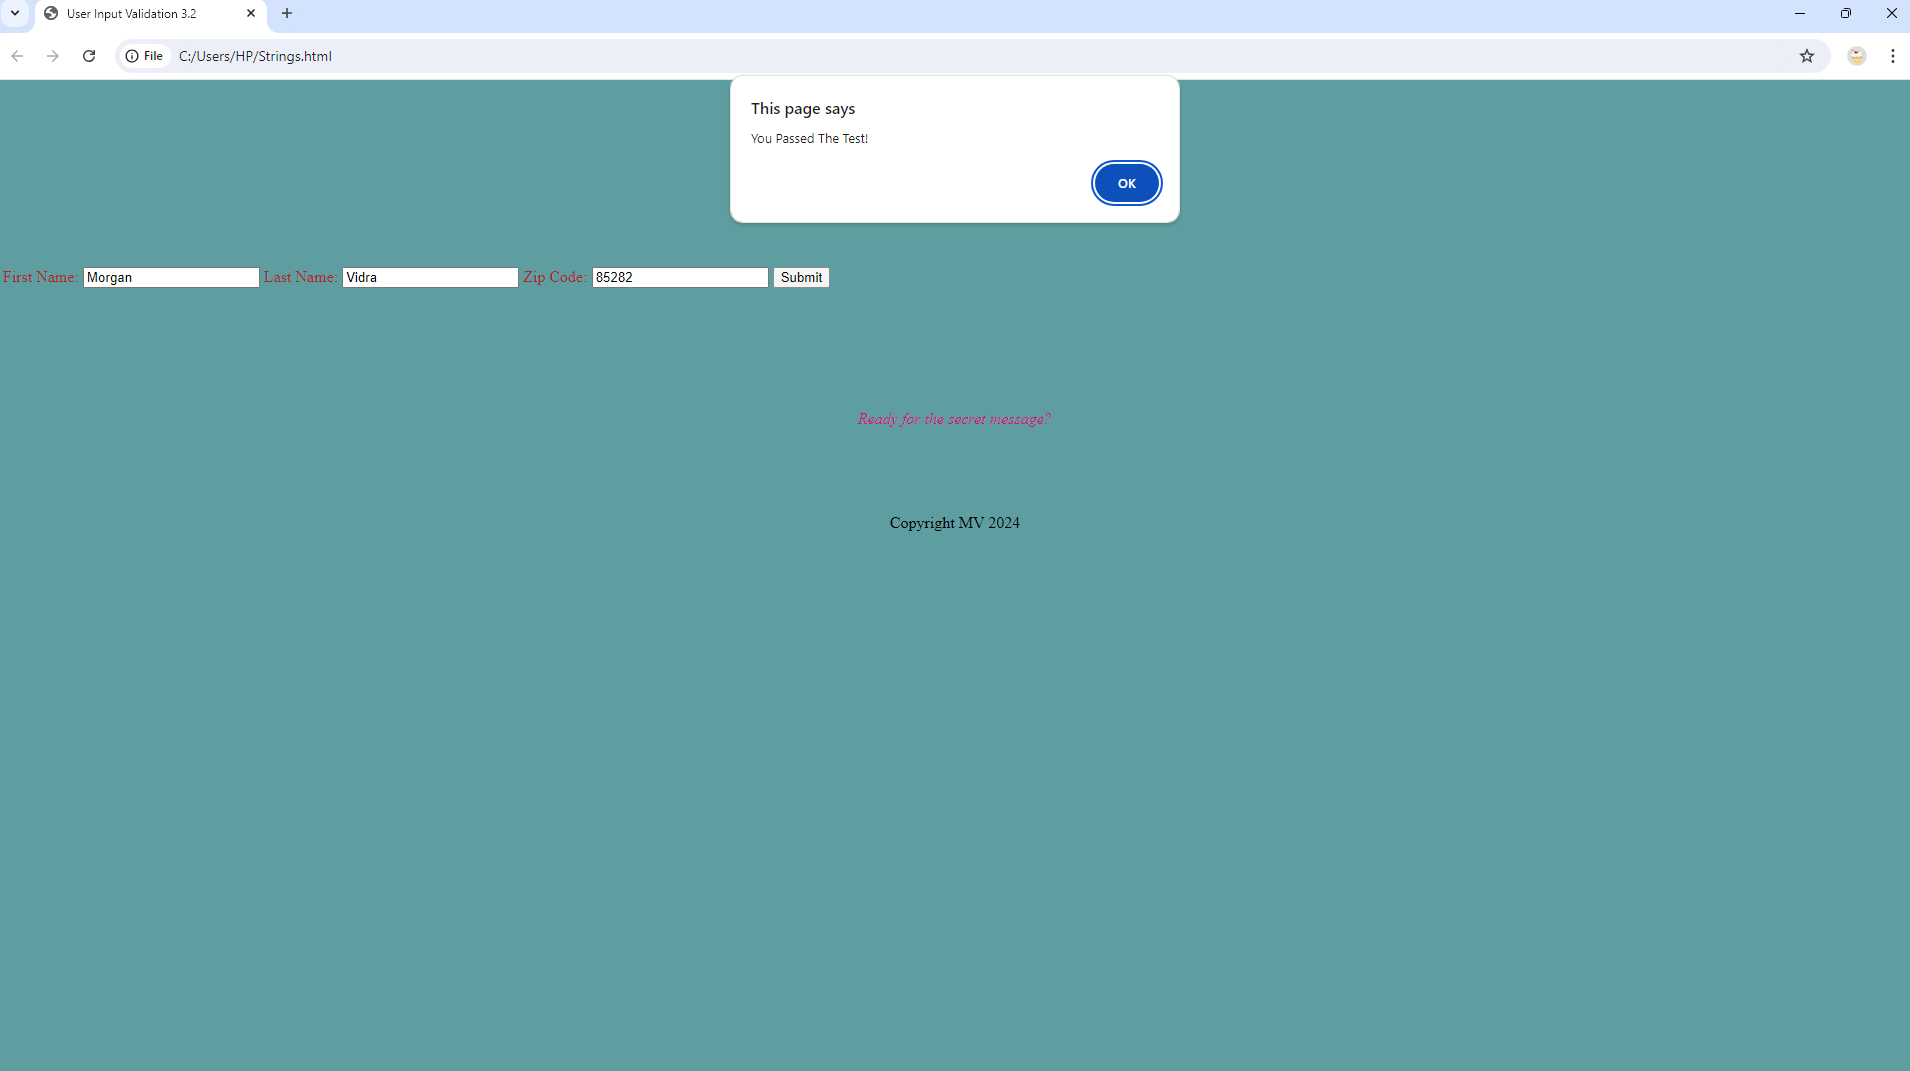 User Input Validation 3.2
File C:/Users/HP/Strings.html
This page says
You Passed The Test!
OK
First Name: Morgan Last Name: Vidra Zip Code: 85282 Submit
Ready for the secret message?
Copyright MV 2024